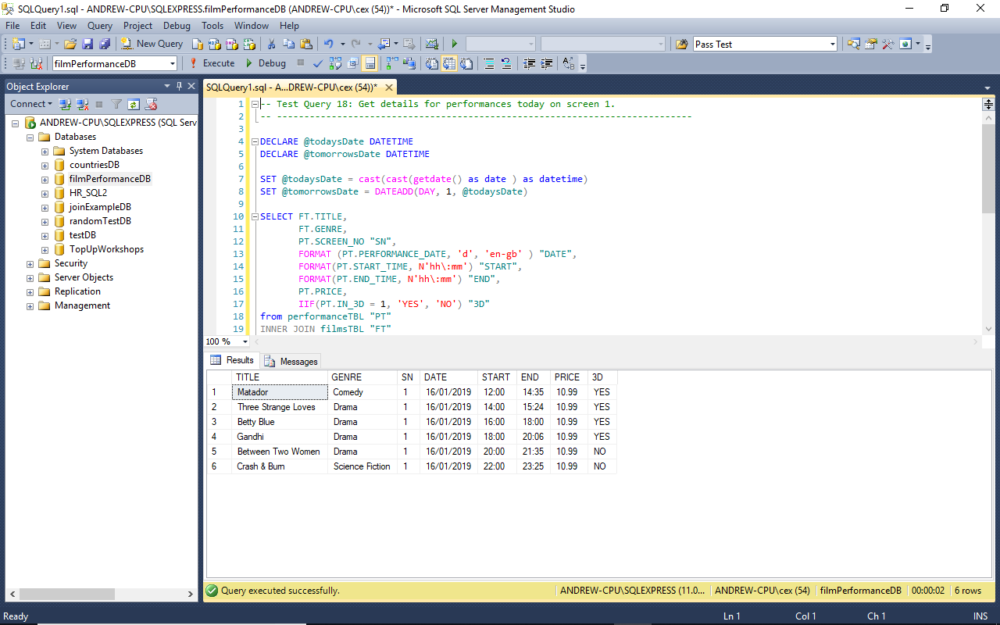 SQLQuery1.sql - ANDREW-CPU\SQLEXPRESS.filmPerformanceDB (ANDREW-CPU\cex (54))* - Microsoft SQL Server Management Studio
File Edit View Query Project Debug Tools Window Help
New Query Pass Test
filmPerformanceDB Execute Debug
Object Explorer
Connect
ANDREW-CPU\SQLEXPRESS (SQL Serv
Databases
System Databases
countriesDB
filmPerformanceDB
HR_SQL2
joinExampleDB
randomTestDB
testDB
TopUpWorkshops
Security
Server Objects
Replication
Management
SQLQuery1.sql - A...DREW-CPU\cex (54))*
1 -- Test Query 18: Get details for performances today on screen 1.
2 -- ----------------------------------------------------------------------------
3
4 DECLARE @todaysDate DATETIME
5 DECLARE @tomorrowsDate DATETIME
6
7 SET @todaysDate = cast(cast(getdate() as date ) as datetime)
8 SET @tomorrowsDate = DATEADD(DAY, 1, @todaysDate)
9
10 SELECT FT.TITLE,
11 FT.GENRE,
12 PT.SCREEN_NO "SN",
13 FORMAT (PT.PERFORMANCE_DATE, 'd', 'en-gb' ) "DATE",
14 FORMAT(PT.START_TIME, N'hh\:mm') "START",
15 FORMAT(PT.END_TIME, N'hh\:mm') "END",
16 PT.PRICE,
17 IIF(PT.IN_3D = 1, 'YES', 'NO') "3D"
18 from performanceTBL "PT"
19 INNER JOIN filmsTBL "FT"
100 %
Results Messages
TITLE GENRE SN DATE START END PRICE 3D
1 Matador Comedy 1 16/01/2019 12:00 14:35 10.99 YES
2 Three Strange Loves Drama 1 16/01/2019 14:00 15:24 10.99 YES
3 Betty Blue Drama 1 16/01/2019 16:00 18:00 10.99 YES
4 Gandhi Drama 1 16/01/2019 18:00 20:06 10.99 YES
5 Between Two Women Drama 1 16/01/2019 20:00 21:35 10.99 NO
6 Crash & Burn Science Fiction 1 16/01/2019 22:00 23:25 10.99 NO
Query executed successfully. ANDREW-CPU\SQLEXPRESS (11.0... ANDREW-CPU\cex (54) filmPerformanceDB 00:00:02 6 rows
Ready Ln 1 Col 1 Ch 1 INS